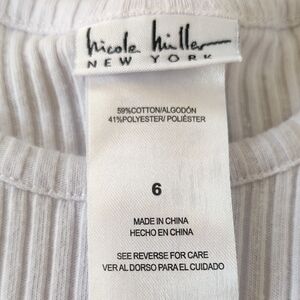 nicole miller
NEW YORK
59%COTTON/ALGODÓN
41%POLYESTER/ POLIÉSTER
6
MADE IN CHINA
HECHO EN CHINA
SEE REVERSE FOR CARE
VER AL DORSO PARA EL CUIDADO